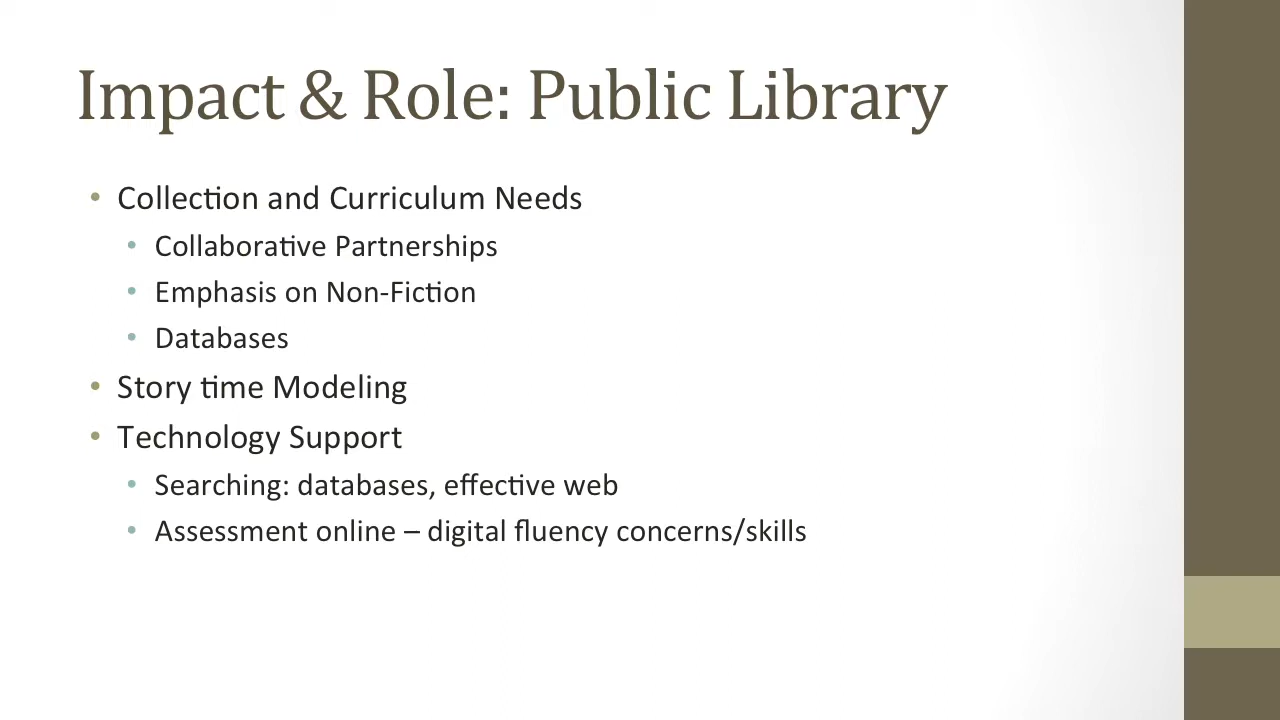 Impact & Role: Public Library
• Collection and Curriculum Needs
• Collaborative Partnerships
• Emphasis on Non-Fiction
• Databases
• Story time Modeling
• Technology Support
• Searching: databases, effective web
• Assessment online – digital fluency concerns/skills